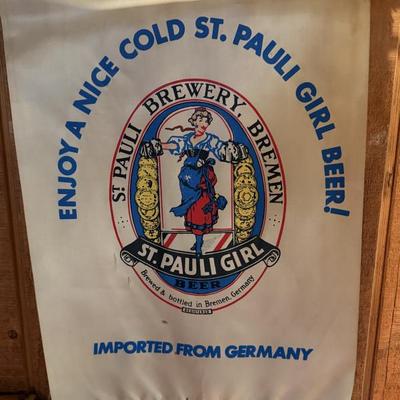 ENJOY A NICE COLD ST. PAULI GIRL BEER!
ST PAULI BREWERY, BREMEN
ST. PAULI GIRL
BEER
Brewed & bottled in Bremen, Germany
IMPORTED FROM GERMANY